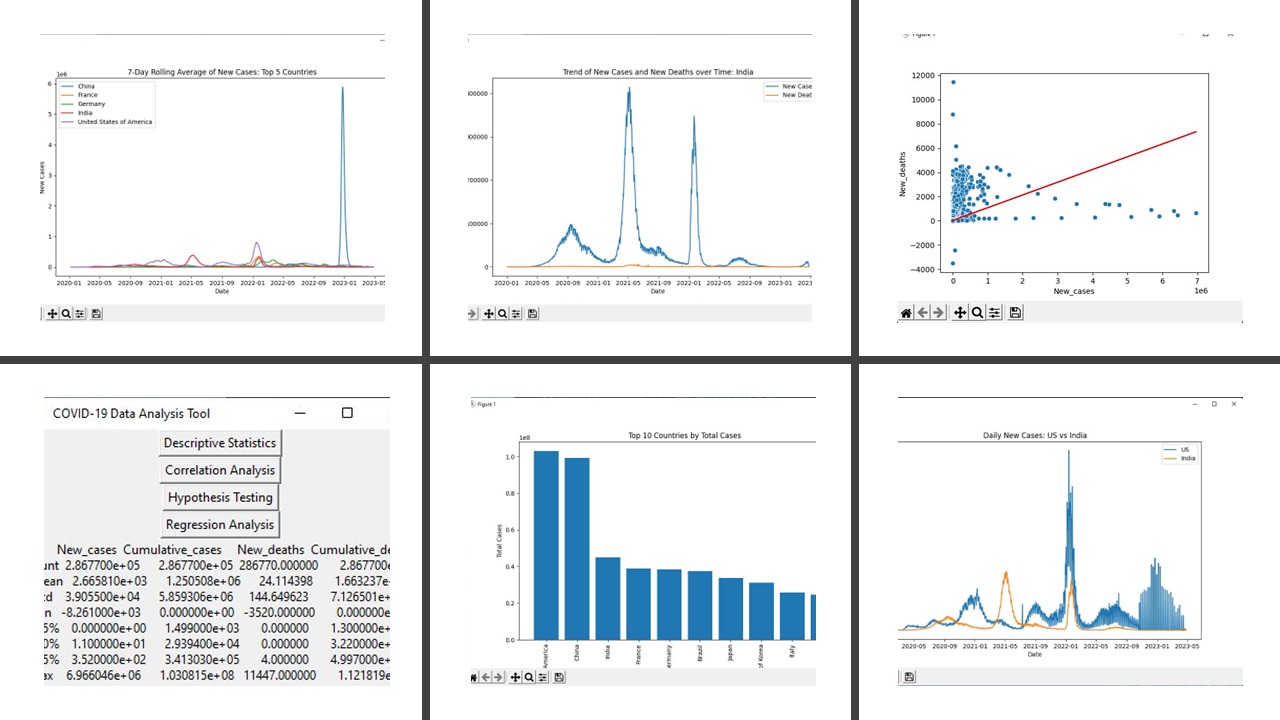 7-Day Rolling Average of New Cases: Top 5 Countries
1e6
China
France
Germany
India
United States of America
6
5
4
3
2
1
0
New Cases
2020-01 2020-05 2020-09 2021-01 2021-05 2021-09 2022-01 2022-05 2022-09 2023-01 2023-05
Date
Trend of New Cases and New Deaths over Time: India
New Case
New Deat
00000
00000
00000
00000
0
2020-01 2020-05 2020-09 2021-01 2021-05 2021-09 2022-01 2022-05 2022-09 2023
Date
12000
10000
8000
6000
4000
2000
0
-2000
-4000
New_deaths
0 1 2 3 4 5 6 7
1e6
New_cases
COVID-19 Data Analysis Tool
Descriptive Statistics
Correlation Analysis
Hypothesis Testing
Regression Analysis
New_cases Cumulative_cases New_deaths Cumulative_de
unt 2.867700e+05 2.867700e+05 286770.000000 2.867700e
ean 2.665810e+03 1.250508e+06 24.114398 1.663237e
td 3.905500e+04 5.859306e+06 144.649623 7.126501e
n -8.261000e+03 0.000000e+00 -3520.000000 0.00000e
5% 0.000000e+00 1.499000e+03 0.000000 0.00000e
0% 1.100000e+01 2.939400e+04 0.000000 3.220000e
5% 3.520000e+02 3.413030e+05 4.000000 4.997000e
ax 6.966046e+06 1.030815e+08 11447.000000 1.121819e
Figure 1
Top 10 Countries by Total Cases
1e8
1.0
0.8
0.6
0.4
0.2
0.0
Total Cases
America
China
India
France
ermany
Brazil
Japan
of Korea
Italy
Daily New Cases: US vs India
US
India
2020-05 2020-09 2021-01 2021-05 2021-09 2022-01 2022-05 2022-09 2023-01 2023-05
Date